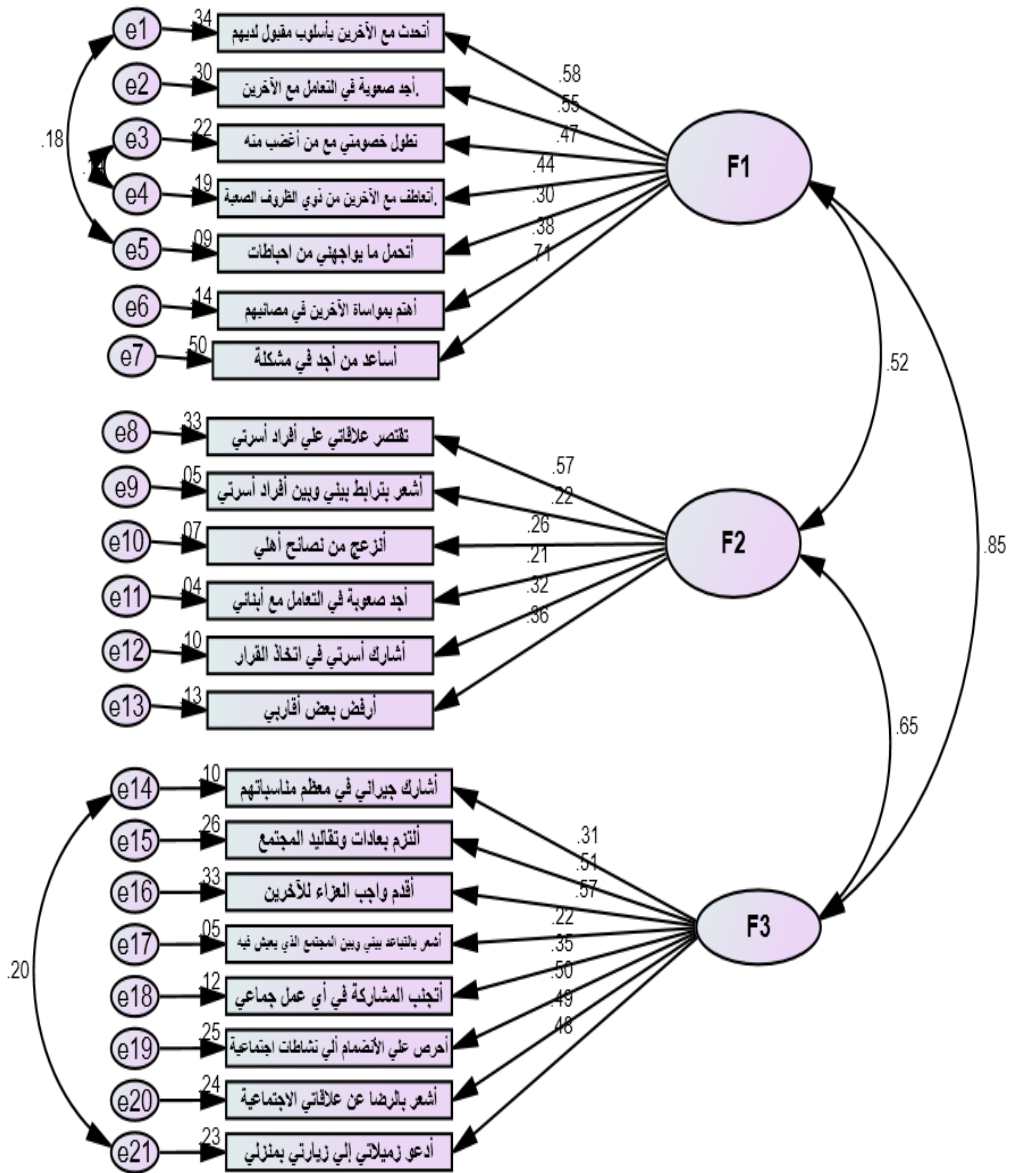 e1
.34
أتحدث مع الآخرين بأسلوب مقبول لديهم
e2
.30
أجد صعوبة في التعامل مع الآخرين.
e3
.22
تطول خصومتي مع من أغضب منه
e4
.19
أتعاطف مع الآخرين من ذوي الظروف الصعبة.
e5
.09
أتحمل ما يواجهني من احباطات
e6
.14
أهتم بمواساة الآخرين في مصائبهم
e7
.50
أساعد من أجد في مشكلة
.18
.58
.55
.47
.44
.30
.38
.71
F1
e8
.33
تقتصر علاقاتي علي أفراد أسرتي
e9
.05
أشعر بترابط بيني وبين أفراد أسرتي
e10
.07
أنزعج من نصائح أهلي
e11
.04
أجد صعوبة في التعامل مع أبنائي
e12
.10
أشارك أسرتي في اتخاذ القرار
e13
.13
أرفض بعض أقاربي
.57
.22
.26
.21
.32
.36
F2
.52
.85
.65
e14
.10
أشارك جيراني في معظم مناسباتهم
e15
.26
ألتزم بعادات وتقاليد المجتمع
e16
.33
أقدم واجب العزاء للآخرين
e17
.05
أشعر بالتباعد بيني وبين المجتمع الذي يعيش فيه
e18
.12
أتجنب المشاركة في أي عمل جماعي
e19
.25
أحرص علي الأنضمام ألي نشاطات اجتماعية
e20
.24
أشعر بالرضا عن علاقاتي الاجتماعية
e21
.23
أدعو زميلاتي إلي زيارتي بمنزلي
.20
.31
.51
.57
.22
.35
.50
.49
.48
F3